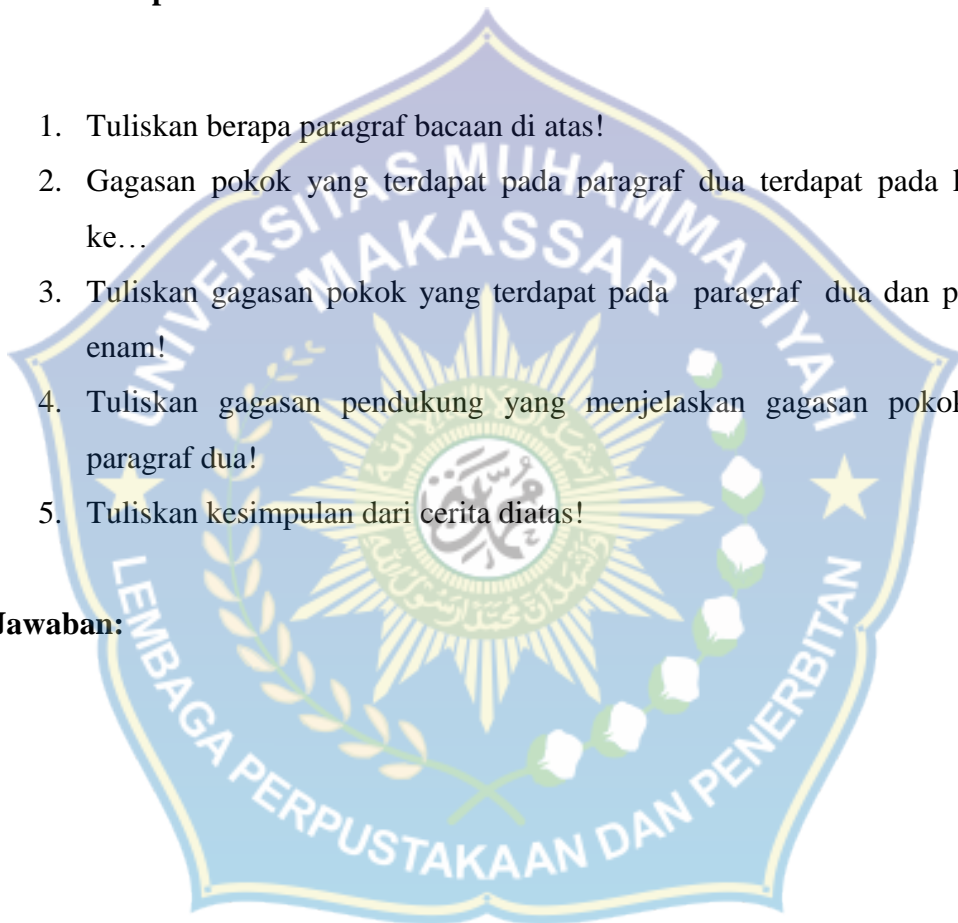 1. Tuliskan berapa paragraf bacaan di atas!
2. Gagasan pokok yang terdapat pada paragraf dua terdapat pada
ke…
3. Tuliskan gagasan pokok yang terdapat pada paragraf dua dan
enam!
4. Tuliskan gagasan pendukung yang menjelaskan gagasan pokok
paragraf dua!
5. Tuliskan kesimpulan dari cerita diatas!
Jawaban:
UNIVERSITAS MUHAMMADIYAH
MAKASSAR
LEMBAGA PERPUSTAKAAN DAN PENERBITAN